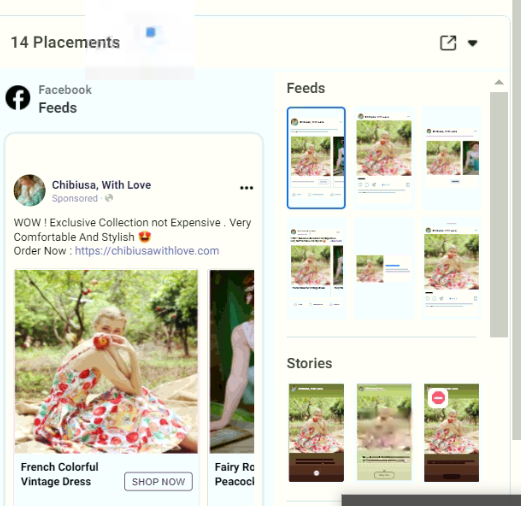 14 Placements
Facebook
Feeds
Chibiusa, With Love
Sponsored ·
WOW ! Exclusive Collection not Expensive . Very
Comfortable And Stylish 😍
Order Now : https://chibiusawithlove.com
French Colorful
Vintage Dress
SHOP NOW
Fairy Ro
Peacock
Feeds
Stories